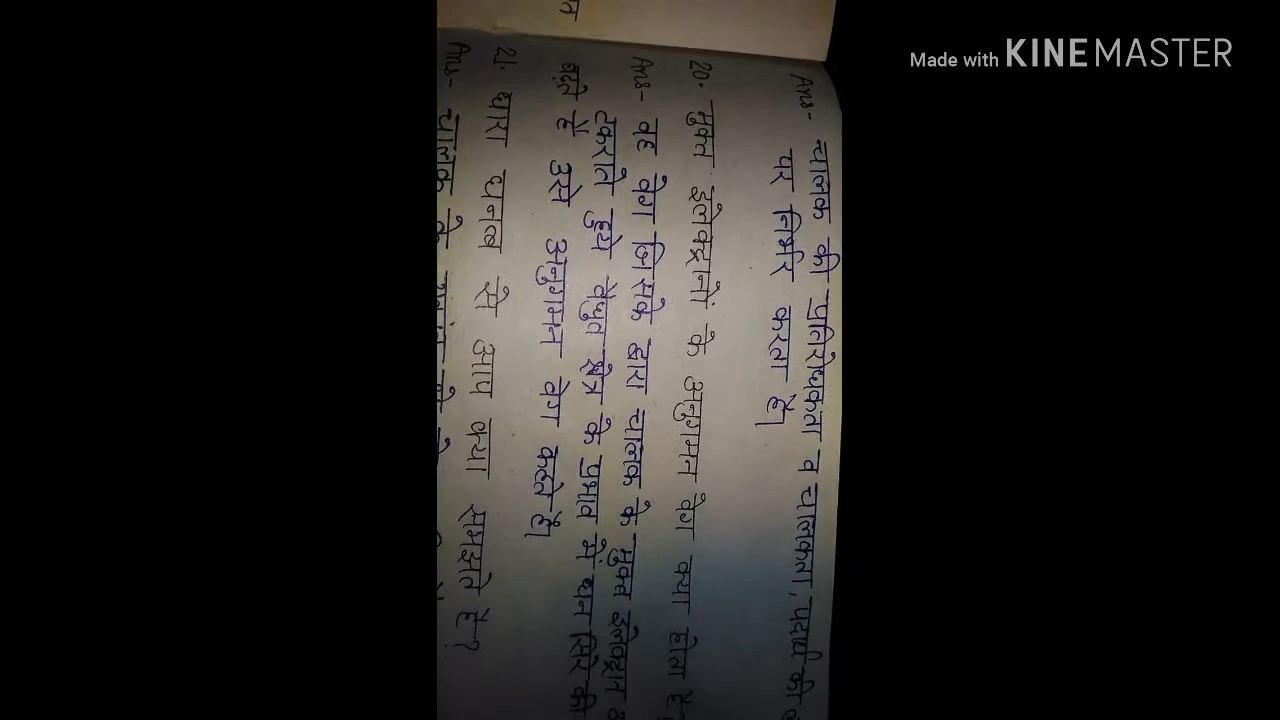 Made with KINEMASTER
त
Ans- चालक की प्रतिरोधकता व चालकता, पदार्थ की
पर निर्भर करता है।
20. मुक्त इलेक्ट्रानों के अनुगमन वेग क्या होता है
Ans- वह वेग जिसके द्वारा चालक के मुक्त इलेक्ट्रान
टकराते हुये वैधुत क्षेत्र के प्रभाव में धन सिरे की
बढ़ते हैं उसे अनुगमन वेग कहते हैं।
21. धारा घनत्व से आप क्या समझते हैं?
Ans- चालक के